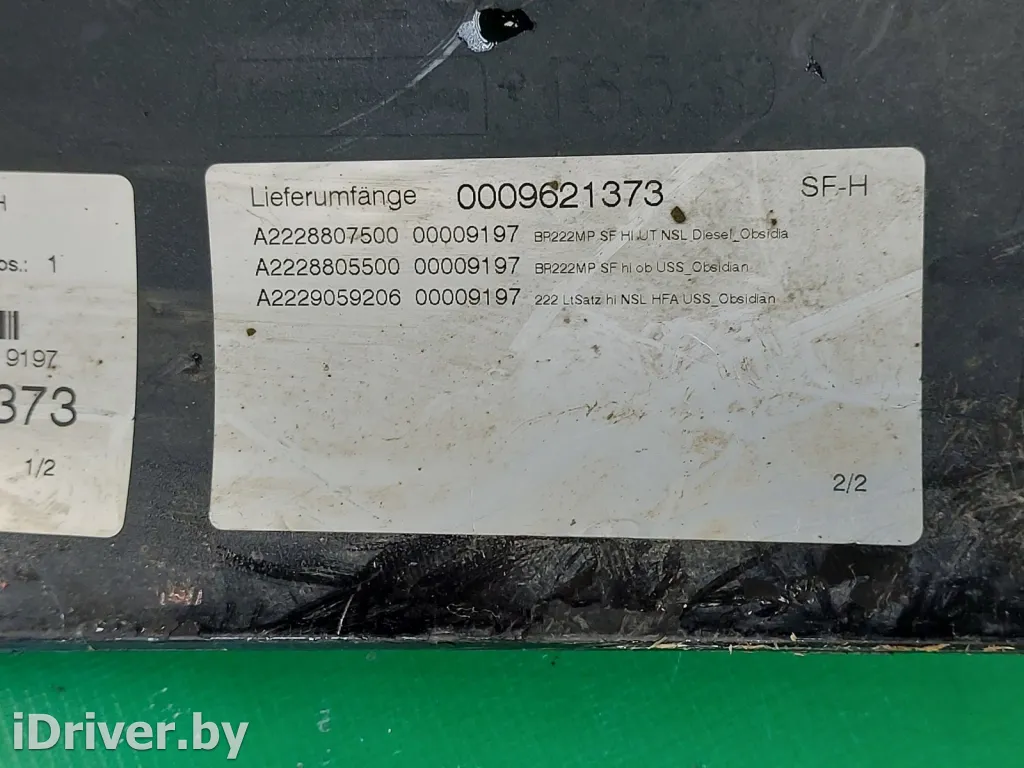 H
os.: 1
9197
373
1/2
Lieferumfänge 0009621373 SF-H
A2228807500 00009197 BR222MP SF HI UT NSL Diesel_Obsidia
A2228805500 00009197 BR222MP SF hi ob USS_Obsidian
A2229059206 00009197 222 LtSatz hi NSL HFA USS_Obsidian
2/2
iDriver.by